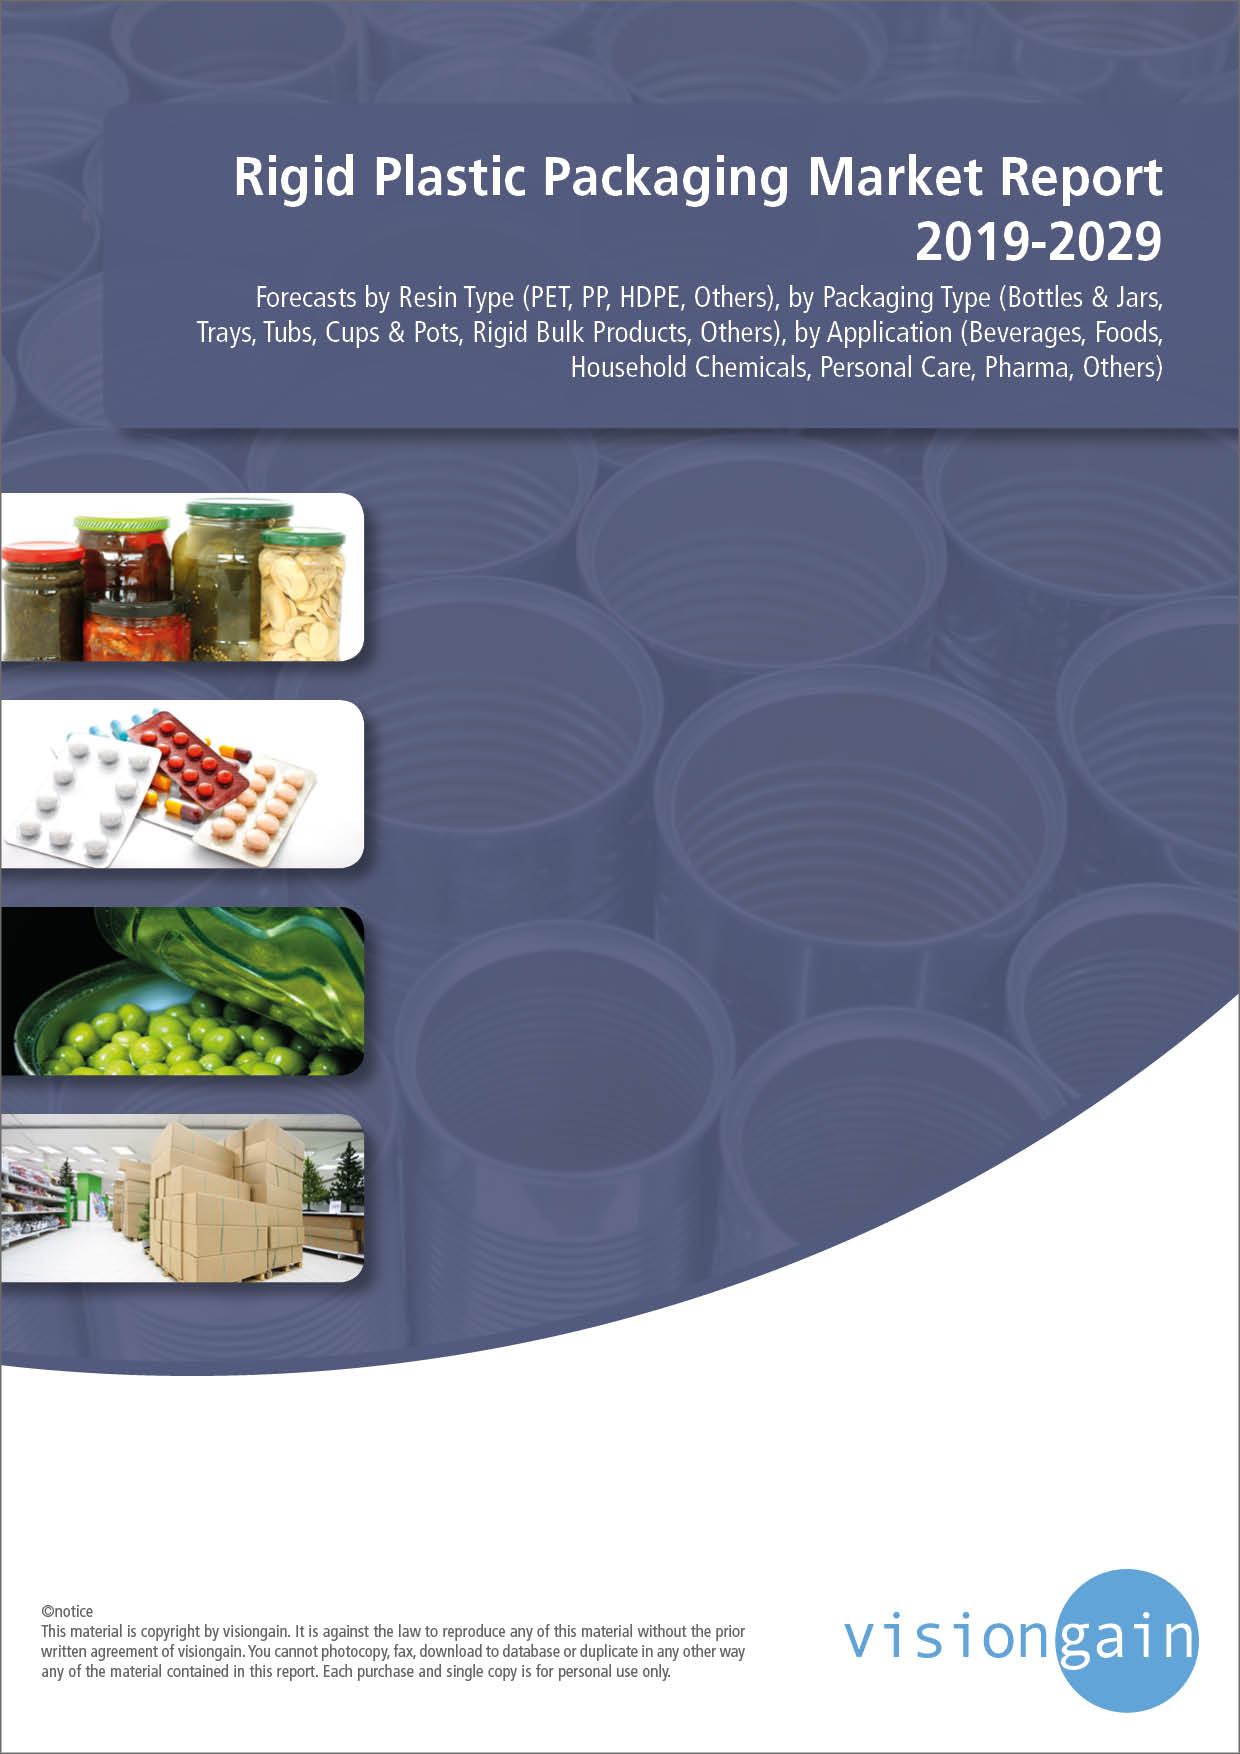 Rigid Plastic Packaging Market Report
2019-2029
Forecasts by Resin Type (PET, PP, HDPE, Others), by Packaging Type (Bottles & Jars,
Trays, Tubs, Cups & Pots, Rigid Bulk Products, Others), by Application (Beverages, Foods,
Household Chemicals, Personal Care, Pharma, Others)
©notice
This material is copyright by visiongain. It is against the law to reproduce any of this material without the prior
written agreement of visiongain. You cannot photocopy, fax, download to database or duplicate in any other way
any of the material contained in this report. Each purchase and single copy is for personal use only.
visiongain